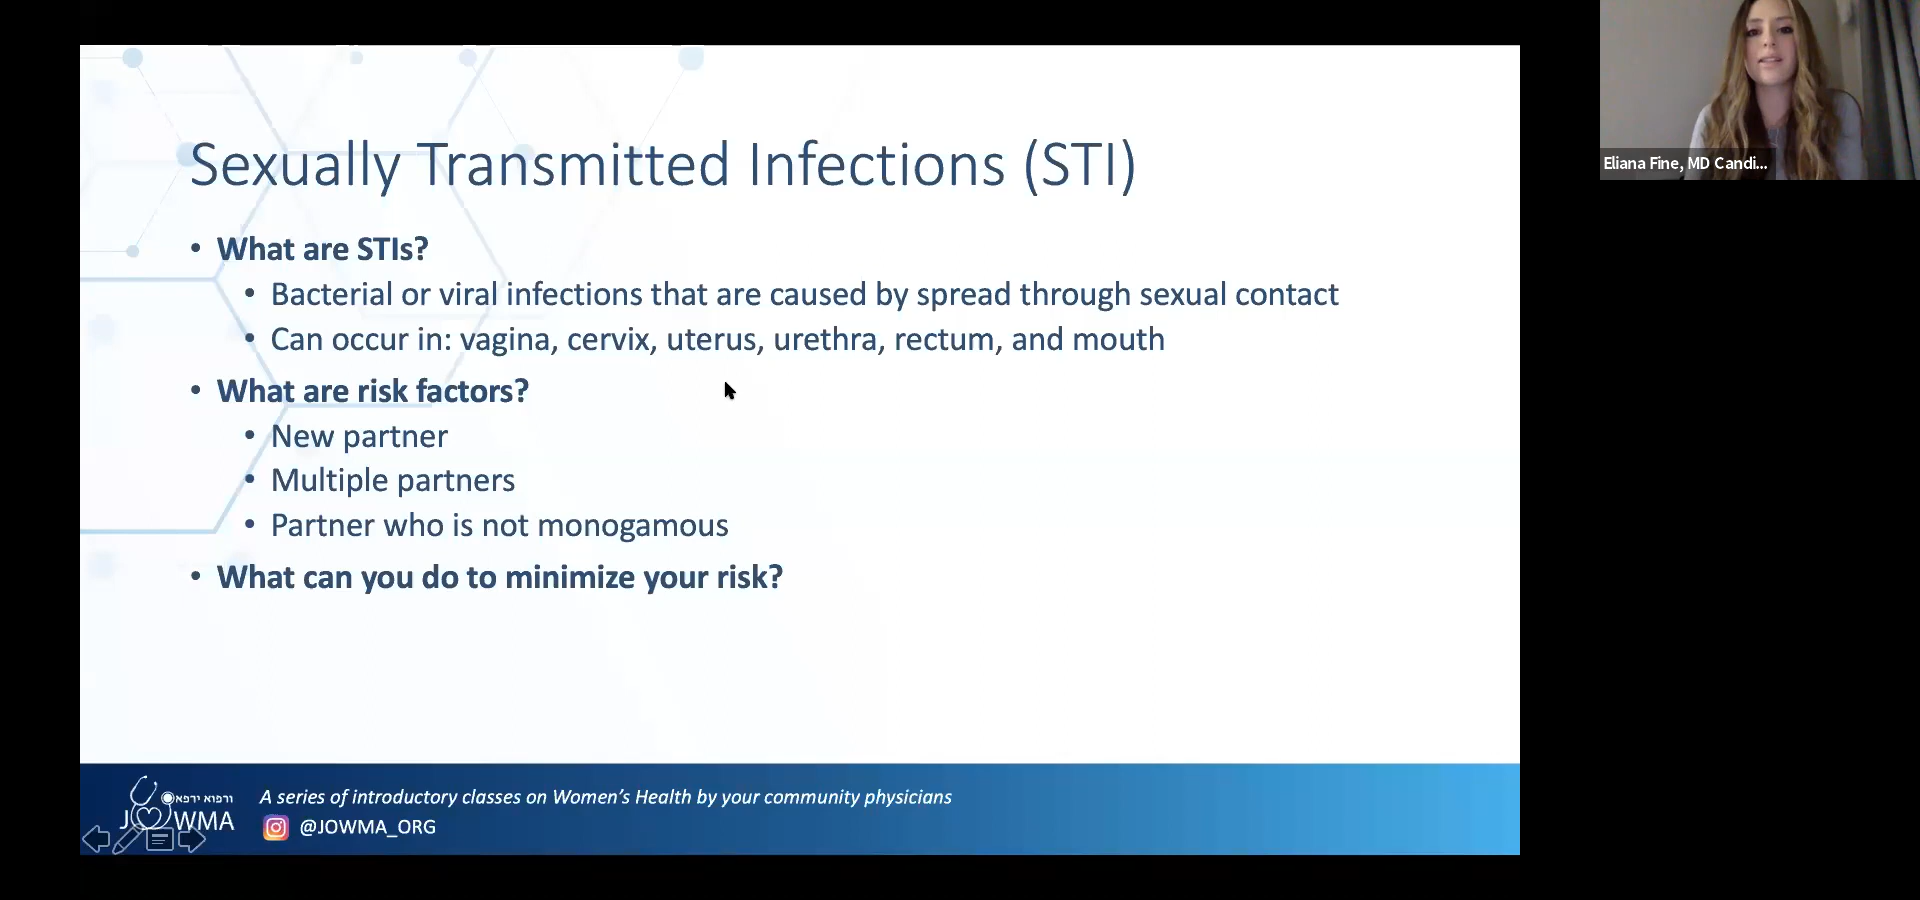 Sexually Transmitted Infections (STI)
• What are STIs?
• Bacterial or viral infections that are caused by spread through sexual contact
• Can occur in: vagina, cervix, uterus, urethra, rectum, and mouth
• What are risk factors?
• New partner
• Multiple partners
• Partner who is not monogamous
• What can you do to minimize your risk?
ורפוא ירפא
JOWMA
A series of introductory classes on Women's Health by your community physicians
@JOWMA_ORG
Eliana Fine, MD Candi...